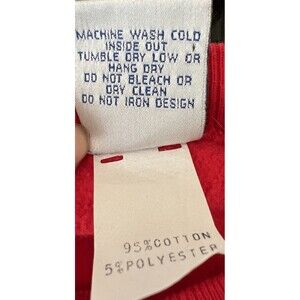 MACHINE WASH COLD
INSIDE OUT
TUMBLE DRY LOW OR
HANG DRY
DO NOT BLEACH OR
DRY CLEAN
DO NOT IRON DESIGN
95%COTTON
5%POLYESTER